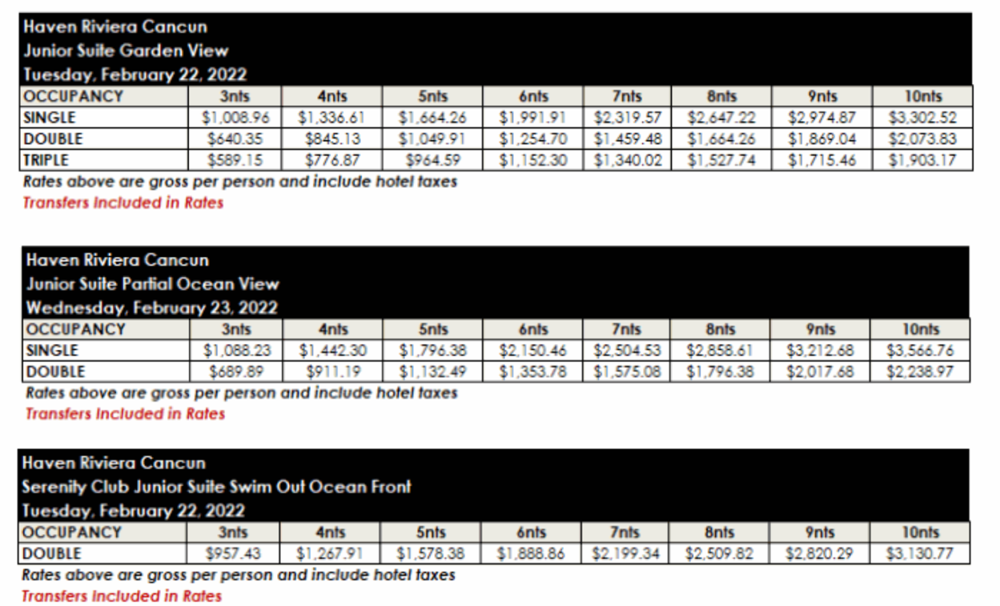 Haven Riviera Cancun
Junior Suite Garden View
Tuesday, February 22, 2022
OCCUPANCY 3nts 4nts 5nts 6nts 7nts 8nts 9nts 10nts
SINGLE $1,008.96 $1,336.61 $1,664.26 $1,991.91 $2,319.57 $2,647.22 $2,974.87 $3,302.52
DOUBLE $640.35 $845.13 $1,049.91 $1,254.70 $1,459.48 $1,664.26 $1,869.04 $2,073.83
TRIPLE $589.15 $776.87 $964.59 $1,152.30 $1,340.02 $1,527.74 $1,715.46 $1,903.17
Rates above are gross per person and include hotel taxes
Transfers Included in Rates
Haven Riviera Cancun
Junior Suite Partial Ocean View
Wednesday, February 23, 2022
OCCUPANCY 3nts 4nts 5nts 6nts 7nts 8nts 9nts 10nts
SINGLE $1,088.23 $1,442.30 $1,796.38 $2,150.46 $2,504.53 $2,858.61 $3,212.68 $3,566.76
DOUBLE $689.89 $911.19 $1,132.49 $1,353.78 $1,575.08 $1,796.38 $2,017.68 $2,238.97
Rates above are gross per person and include hotel taxes
Transfers Included in Rates
Haven Riviera Cancun
Serenity Club Junior Suite Swim Out Ocean Front
Tuesday, February 22, 2022
OCCUPANCY 3nts 4nts 5nts 6nts 7nts 8nts 9nts 10nts
DOUBLE $957.43 $1,267.91 $1,578.38 $1,888.86 $2,199.34 $2,509.82 $2,820.29 $3,130.77
Rates above are gross per person and include hotel taxes
Transfers Included in Rates